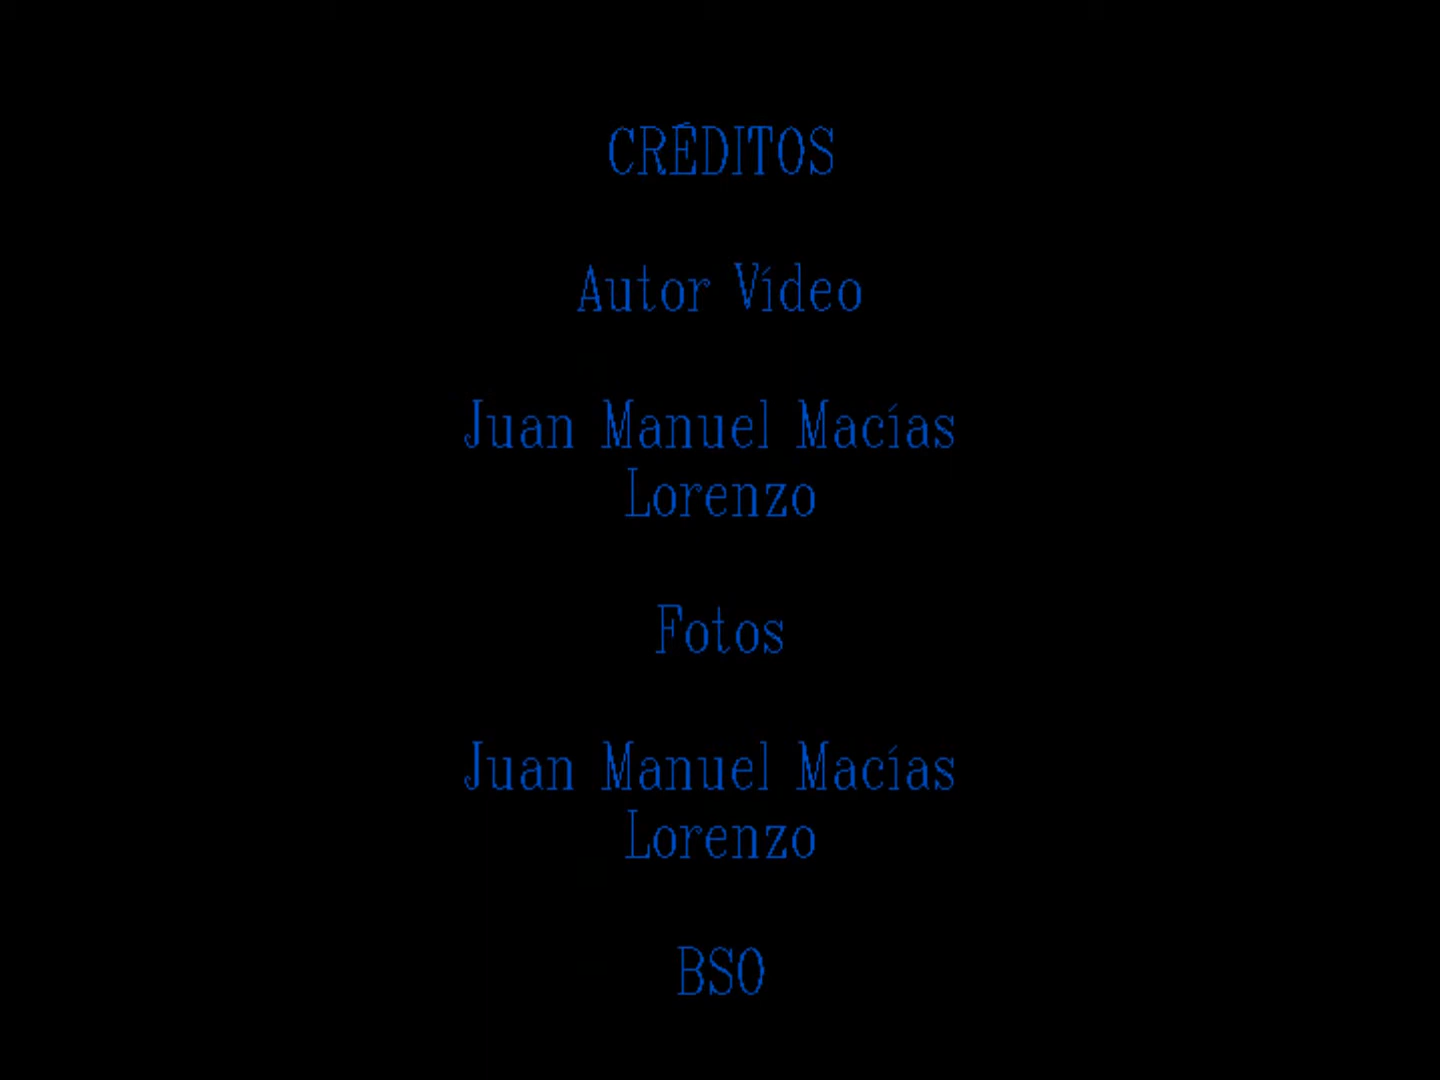 CRÉDITOS
Autor Vídeo
Juan Manuel Macías
Lorenzo
Fotos
Juan Manuel Macías
Lorenzo
BSO